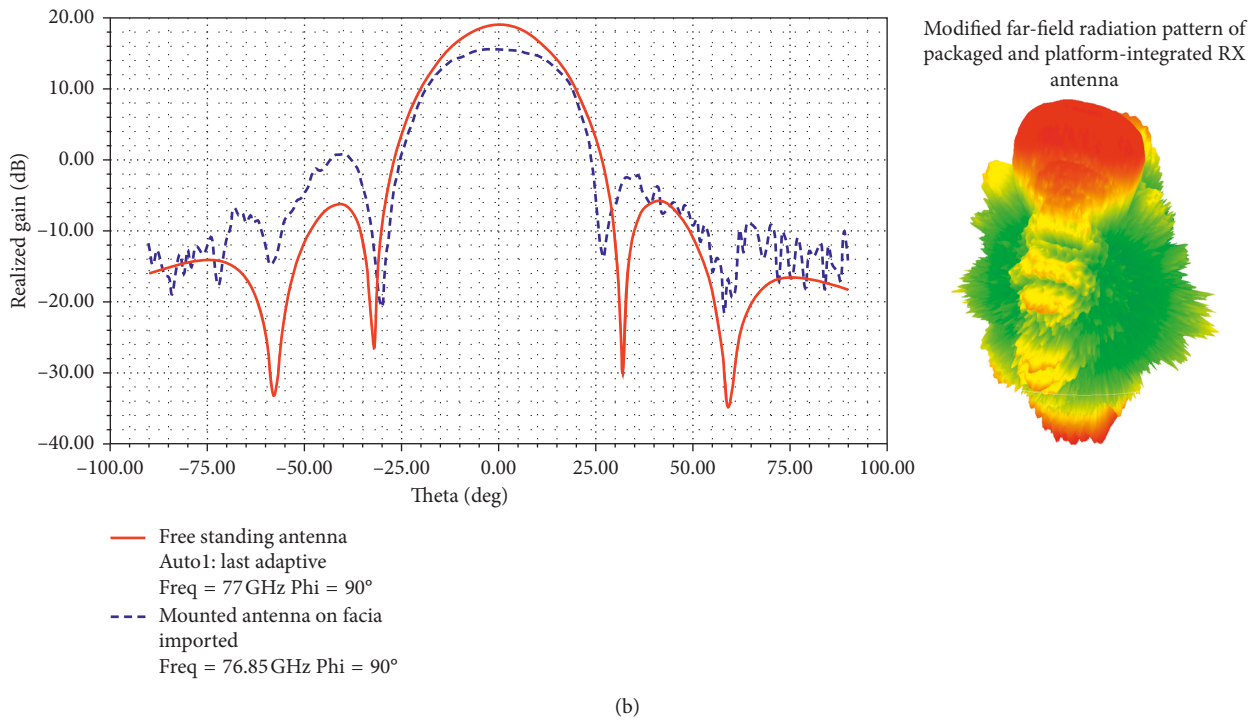 20.00
10.00
0.00
−10.00
−20.00
−30.00
−40.00
Realized gain (dB)
−100.00 −75.00 −50.00 −25.00 0.00 25.00 50.00 75.00 100.00
Theta (deg)
Modified far-field radiation pattern of
packaged and platform-integrated RX
antenna
Free standing antenna
Auto1: last adaptive
Freq = 77 GHz Phi = 90°
Mounted antenna on facia
imported
Freq = 76.85 GHz Phi = 90°
(b)